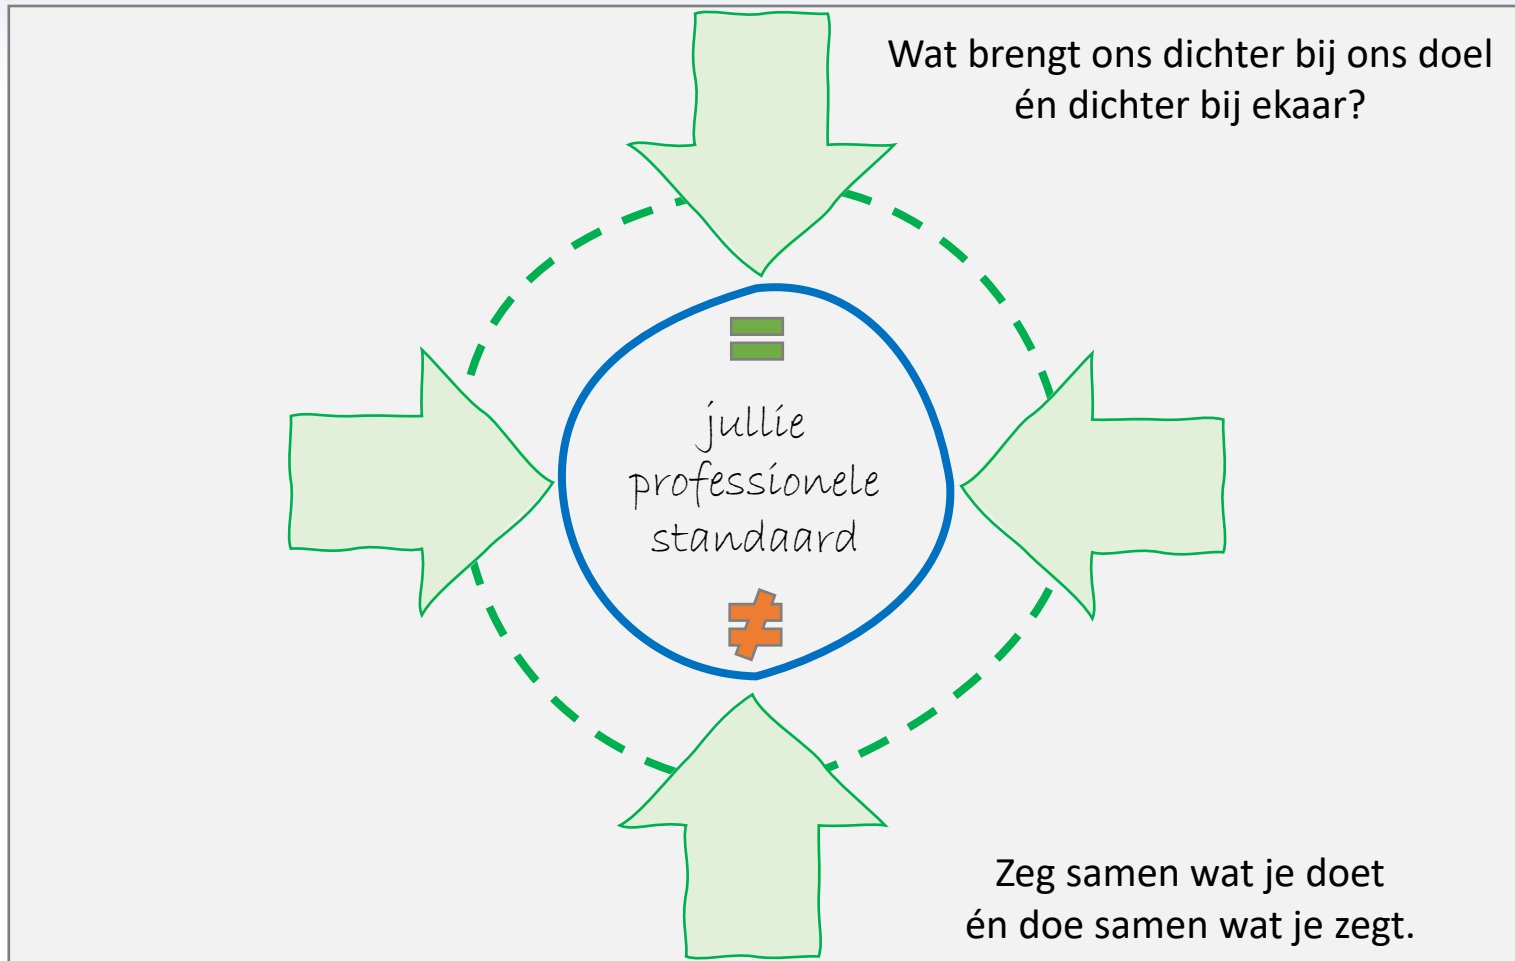 Wat brengt ons dichter bij ons doel
én dichter bij ekaar?
=
jullie
professionele
standaard
≠
Zeg samen wat je doet
én doe samen wat je zegt.